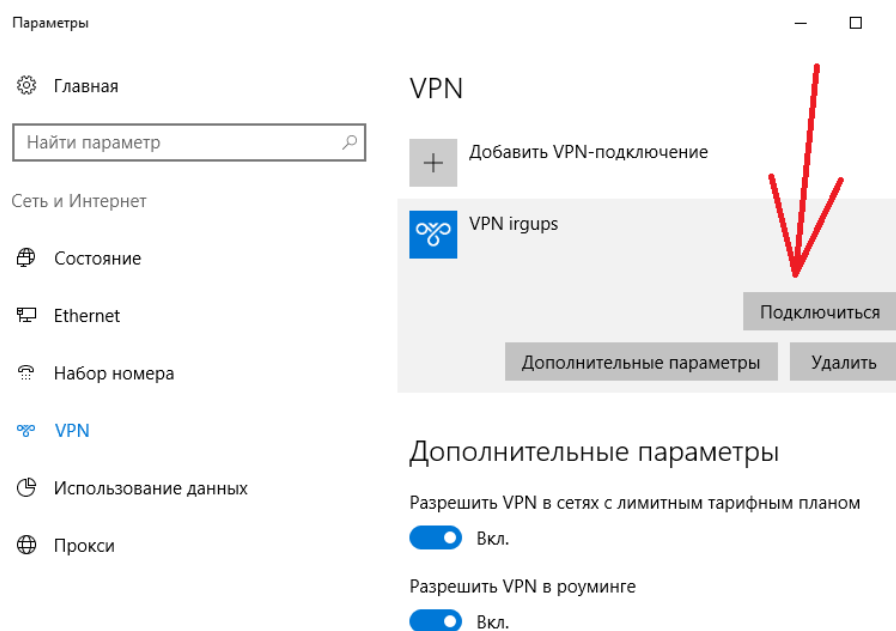 Параметры
Главная
Найти параметр
Сеть и Интернет
Состояние
Ethernet
Набор номера
VPN
Использование данных
Прокси
VPN
Добавить VPN-подключение
VPN irgups
Подключиться
Дополнительные параметры
Удалить
Дополнительные параметры
Разрешить VPN в сетях с лимитным тарифным планом
Вкл.
Разрешить VPN в роуминге
Вкл.